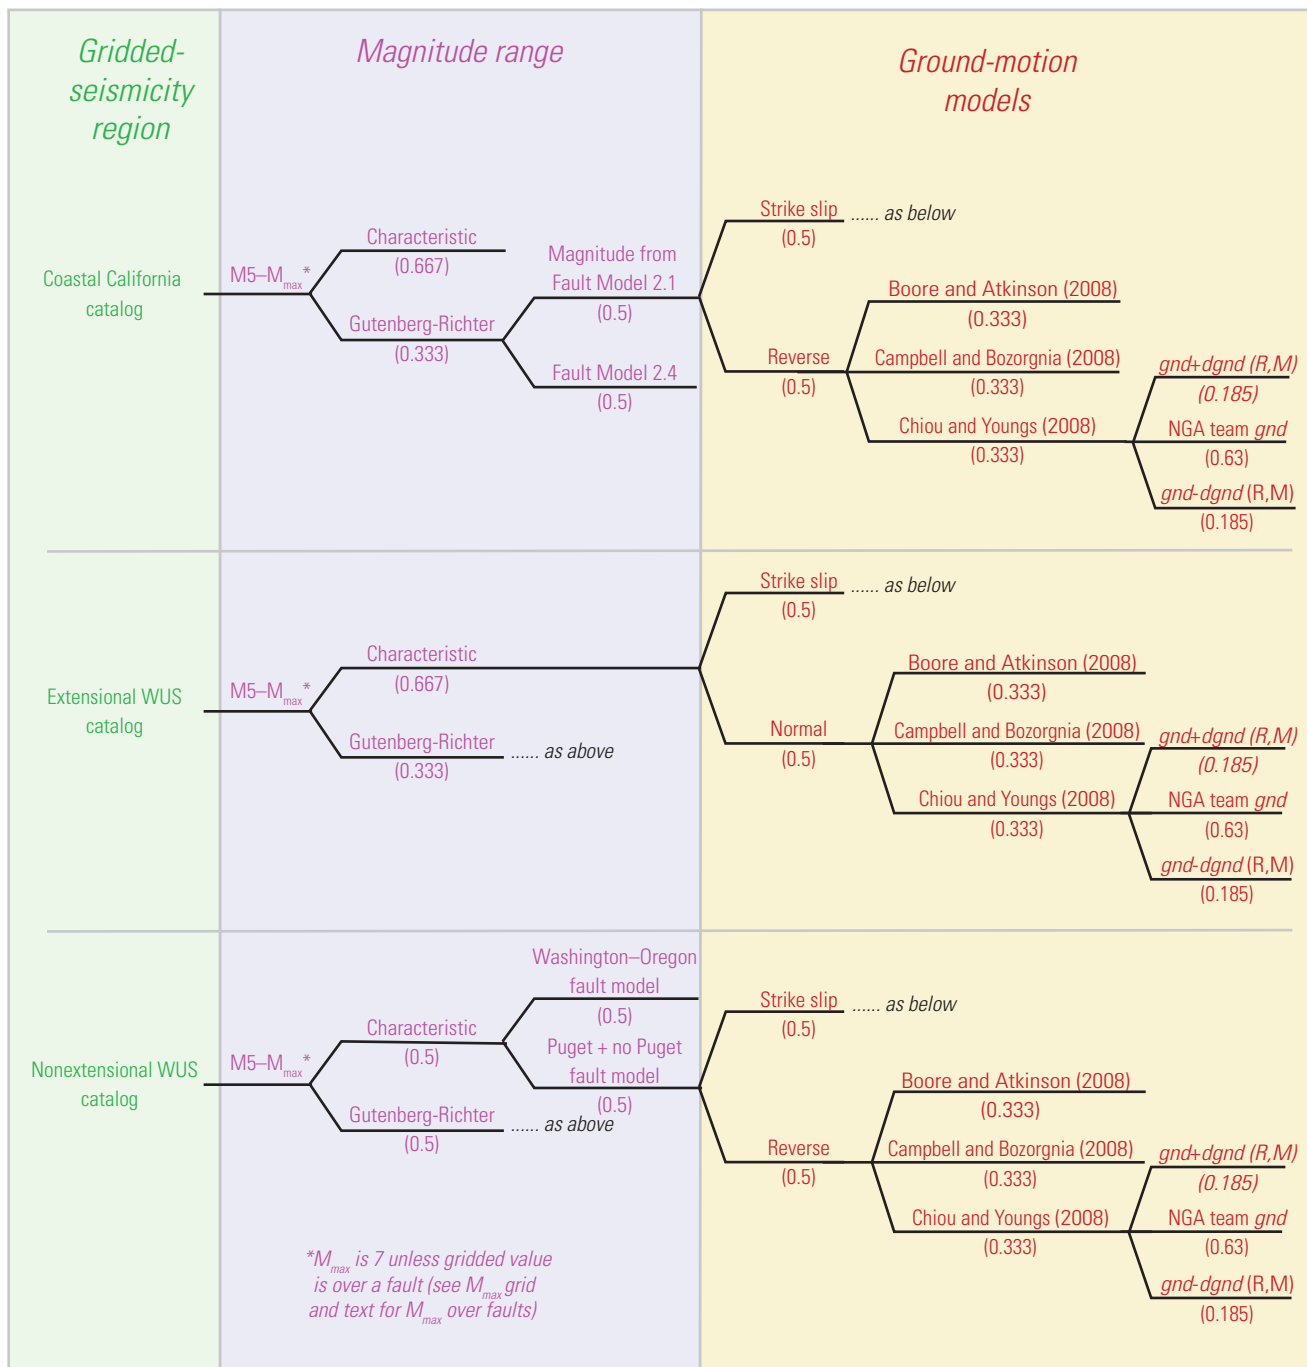 Gridded-
seismicity
region
Magnitude range
Ground-motion
models
Coastal California
catalog
M5–Mmax*
Characteristic
(0.667)
Gutenberg-Richter
(0.333)
Magnitude from
Fault Model 2.1
(0.5)
Fault Model 2.4
(0.5)
Strike slip ...... as below
(0.5)
Reverse
(0.5)
Boore and Atkinson (2008)
(0.333)
Campbell and Bozorgnia (2008)
(0.333)
Chiou and Youngs (2008)
(0.333)
gnd+dgnd (R,M)
(0.185)
NGA team gnd
(0.63)
gnd-dgnd (R,M)
(0.185)
Extensional WUS
catalog
M5–Mmax*
Characteristic
(0.667)
Gutenberg-Richter ...... as above
(0.333)
Strike slip ...... as below
(0.5)
Normal
(0.5)
Boore and Atkinson (2008)
(0.333)
Campbell and Bozorgnia (2008)
(0.333)
Chiou and Youngs (2008)
(0.333)
gnd+dgnd (R,M)
(0.185)
NGA team gnd
(0.63)
gnd-dgnd (R,M)
(0.185)
Nonextensional WUS
catalog
M5–Mmax*
Characteristic
(0.5)
Gutenberg-Richter ...... as above
(0.5)
Washington–Oregon
fault model
(0.5)
Puget + no Puget
fault model
(0.5)
Strike slip ...... as below
(0.5)
Reverse
(0.5)
Boore and Atkinson (2008)
(0.333)
Campbell and Bozorgnia (2008)
(0.333)
Chiou and Youngs (2008)
(0.333)
gnd+dgnd (R,M)
(0.185)
NGA team gnd
(0.63)
gnd-dgnd (R,M)
(0.185)
*Mmax is 7 unless gridded value
is over a fault (see Mmax grid
and text for Mmax over faults)